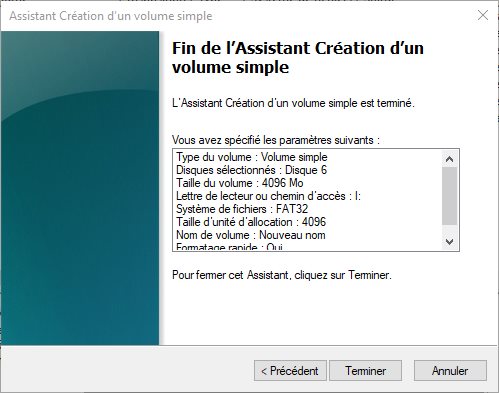 Assistant Création d'un volume simple
Fin de l'Assistant Création d'un
volume simple
L'Assistant Création d'un volume simple est terminé.
Vous avez spécifié les paramètres suivants :
Type du volume : Volume simple
Disques sélectionnés : Disque 6
Taille du volume : 4096 Mo
Lettre de lecteur ou chemin d'accès : I:
Système de fichiers : FAT32
Taille d'unité d'allocation : 4096
Nom de volume : Nouveau nom
Formatage rapide : Oui
Pour fermer cet Assistant, cliquez sur Terminer.
< Précédent Terminer Annuler